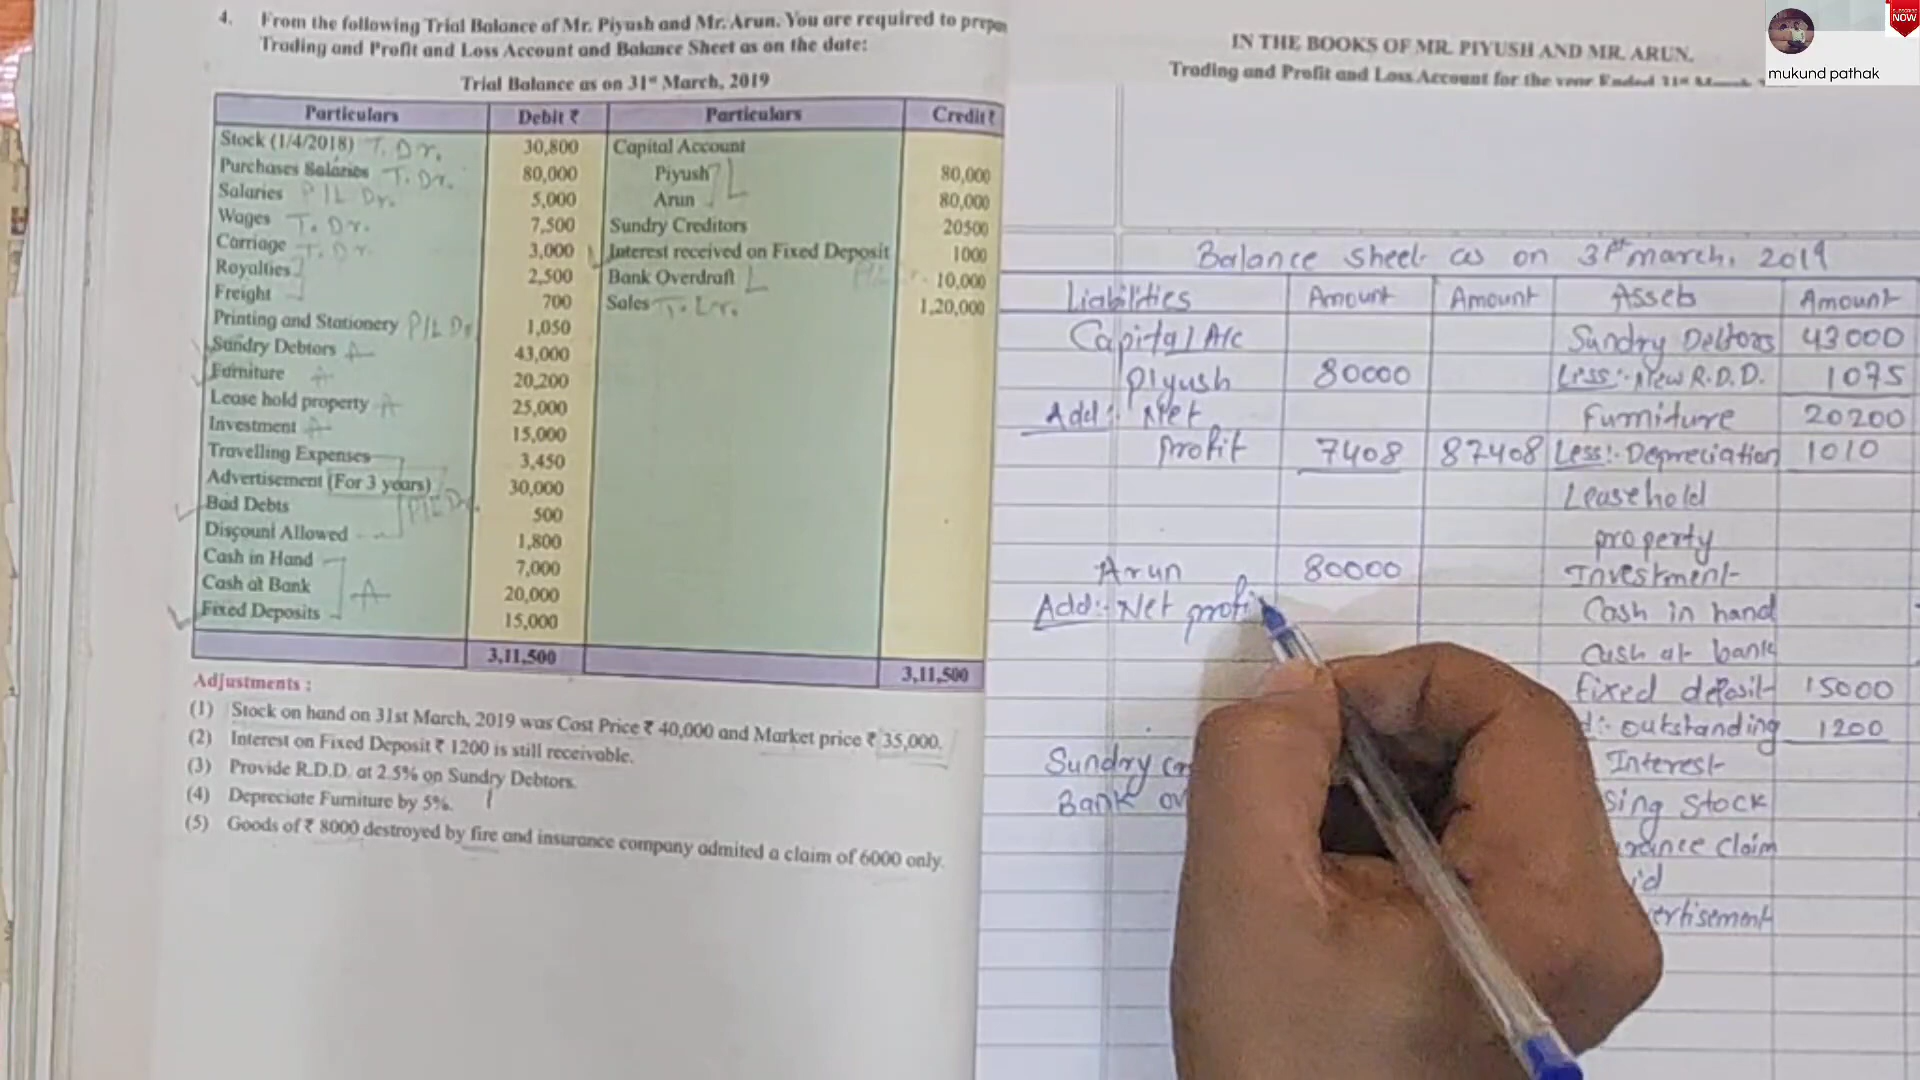 4. From the following Trial Balance of Mr. Piyush and Mr. Arun. You are required to
Trading and Profit and Loss Account and Balance Sheet as on the date:
Trial Balance as on 31st March, 2019
Particulars Debit ₹ Particulars Credit ₹
Stock (1/4/2018) T. Dr. 30,800 Capital Account
Purchases Salaries T. Dr. 80,000 Piyush 80,000
Salaries P/L Dr. 5,000 Arun L 80,000
Wages T. Dr. 7,500 Sundry Creditors 20500
Carriage T. Dr. 3,000 Interest received on Fixed Deposit 1000
Royalties 2,500 Bank Overdraft L 10,000
Freight 700 Sales 1,20,000
Printing and Stationery P/L Dr. 1,050
Sundry Debtors A 43,000
Furniture A 20,200
Lease hold property A 25,000
Investment A 15,000
Travelling Expenses 3,450
Advertisement (For 3 years) 30,000
Bad Debts P/L Dr. 500
Discount Allowed 1,800
Cash in Hand 7,000
Cash at Bank A 20,000
Fixed Deposits 15,000
3,11,500 3,11,500
Adjustments :
(1) Stock on hand on 31st March, 2019 was Cost Price ₹ 40,000 and Market price ₹ 35,000.
(2) Interest on Fixed Deposit ₹ 1200 is still receivable.
(3) Provide R.D.D. at 2.5% on Sundry Debtors.
(4) Depreciate Furniture by 5%.
(5) Goods of ₹ 8000 destroyed by fire and insurance company admited a claim of 6000 only.
IN THE BOOKS OF MR. PIYUSH AND MR. ARUN.
Trading and Profit and Loss Account for the year Ended 31st March
mukund pathak
SUBSCRIBE
NOW
Balance sheet as on 31st march, 2019
Liabilities Amount Amount Assets Amount
Capital A/c Sundry Debtors 43000
Piyush 80000 Less:- New R.D.D. 1075
Add:- Net Furniture 20200
profit 7408 87408 Less:- Depreciation 1010
Leasehold
property
Arun 80000 Investment
Add:- Net profi Cash in hand
Cash at bank
Fixed deposit 15000
outstanding 1200
Sundry Interest
Bank Stock
claim